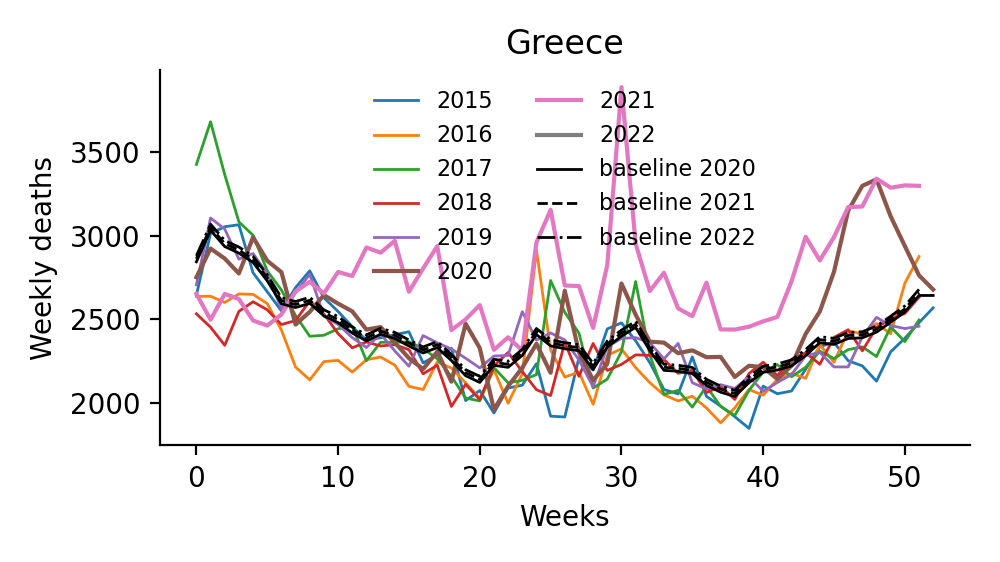 Greece
Weekly deaths
3500
3000
2500
2000
2015
2016
2017
2018
2019
2020
2021
2022
baseline 2020
baseline 2021
baseline 2022
0 10 20 30 40 50
Weeks